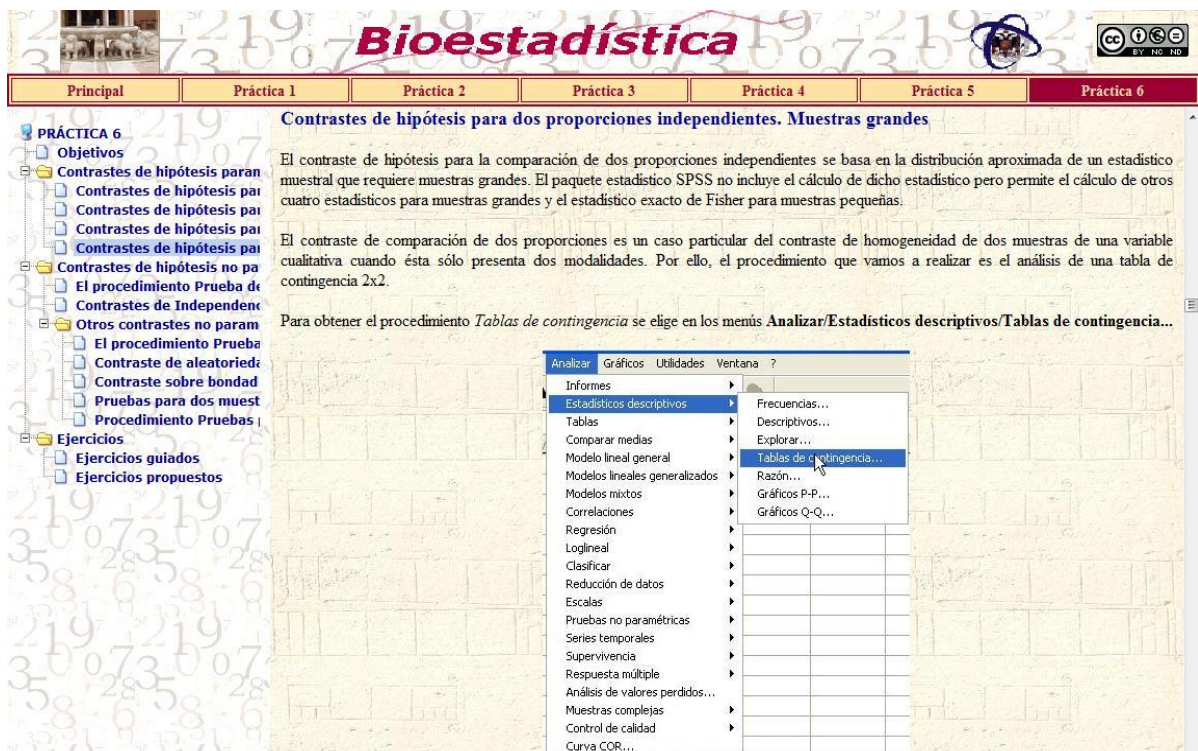 Bioestadística
cc BY NC ND
Principal
Práctica 1
Práctica 2
Práctica 3
Práctica 4
Práctica 5
Práctica 6
PRÁCTICA 6
Objetivos
Contrastes de hipótesis paran
Contrastes de hipótesis par
Contrastes de hipótesis par
Contrastes de hipótesis par
Contrastes de hipótesis par
Contrastes de hipótesis no pa
El procedimiento Prueba de
Contrastes de Independenc
Otros contrastes no param
El procedimiento Prueba
Contraste de aleatorieda
Contraste sobre bondad
Pruebas para dos muest
Procedimiento Pruebas
Ejercicios
Ejercicios guiados
Ejercicios propuestos
Contrastes de hipótesis para dos proporciones independientes. Muestras grandes
El contraste de hipótesis para la comparación de dos proporciones independientes se basa en la distribución aproximada de un estadístico
muestral que requiere muestras grandes. El paquete estadístico SPSS no incluye el cálculo de dicho estadístico pero permite el cálculo de otros
cuatro estadísticos para muestras grandes y el estadístico exacto de Fisher para muestras pequeñas.
El contraste de comparación de dos proporciones es un caso particular del contraste de homogeneidad de dos muestras de una variable
cualitativa cuando ésta sólo presenta dos modalidades. Por ello, el procedimiento que vamos a realizar es el análisis de una tabla de
contingencia 2x2.
Para obtener el procedimiento Tablas de contingencia se elige en los menús Analizar/Estadísticos descriptivos/Tablas de contingencia...
Analizar Gráficos Utilidades Ventana ?
Informes
Estadísticos descriptivos
Tablas
Comparar medias
Modelo lineal general
Modelos lineales generalizados
Modelos mixtos
Correlaciones
Regresión
Loglineal
Clasificar
Reducción de datos
Escalas
Pruebas no paramétricas
Series temporales
Supervivencia
Respuesta múltiple
Análisis de valores perdidos...
Muestras complejas
Control de calidad
Curva COR...
Frecuencias...
Descriptivos...
Explorar...
Tablas de contingencia...
Razón...
Gráficos P-P...
Gráficos Q-Q...